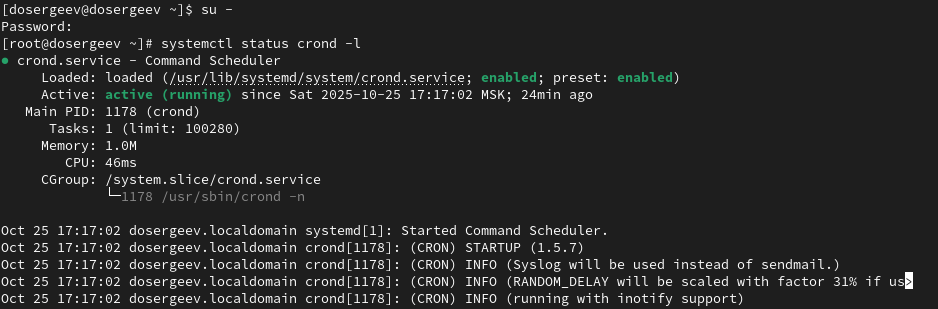 [dosergeev@dosergeev ~]$ su -
Password:
[root@dosergeev ~]# systemctl status crond -l
● crond.service - Command Scheduler
     Loaded: loaded (/usr/lib/systemd/system/crond.service; enabled; preset: enabled)
     Active: active (running) since Sat 2025-10-25 17:17:02 MSK; 24min ago
   Main PID: 1178 (crond)
      Tasks: 1 (limit: 100280)
     Memory: 1.0M
        CPU: 46ms
     CGroup: /system.slice/crond.service
             └─1178 /usr/sbin/crond -n

Oct 25 17:17:02 dosergeev.localdomain systemd[1]: Started Command Scheduler.
Oct 25 17:17:02 dosergeev.localdomain crond[1178]: (CRON) STARTUP (1.5.7)
Oct 25 17:17:02 dosergeev.localdomain crond[1178]: (CRON) INFO (Syslog will be used instead of sendmail.)
Oct 25 17:17:02 dosergeev.localdomain crond[1178]: (CRON) INFO (RANDOM_DELAY will be scaled with factor 31% if us>
Oct 25 17:17:02 dosergeev.localdomain crond[1178]: (CRON) INFO (running with inotify support)